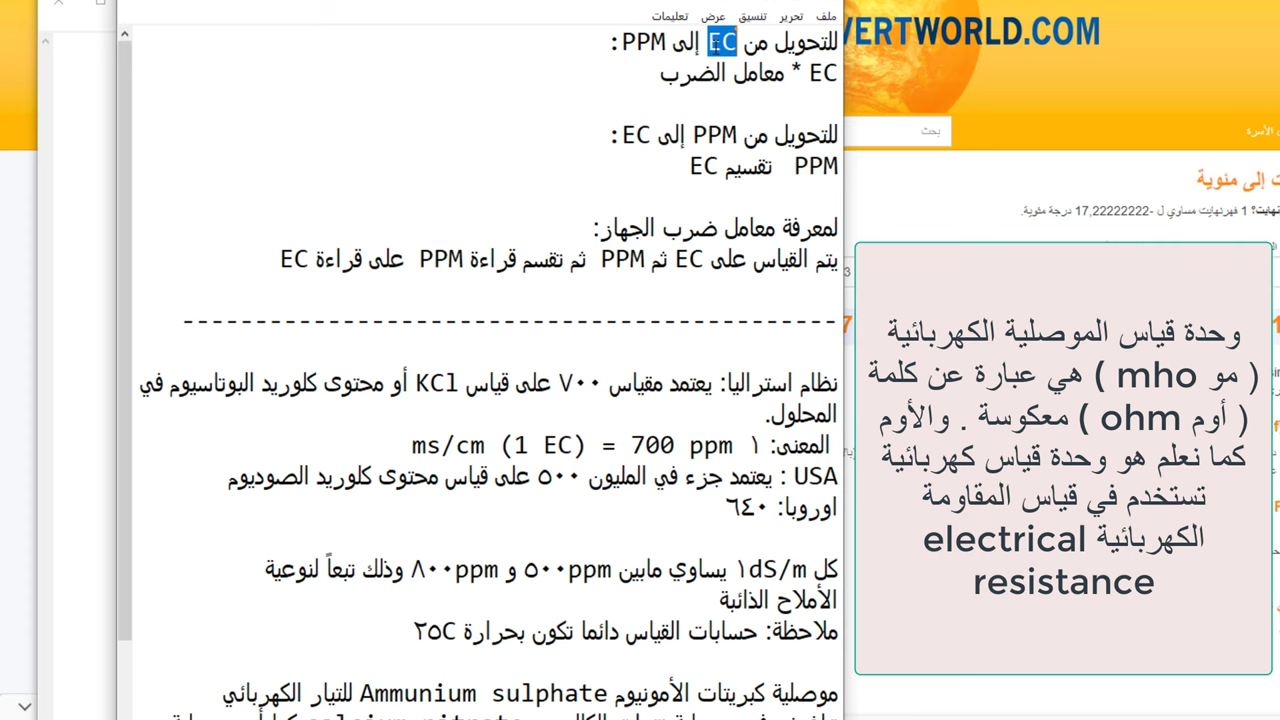 ملف تحرير تنسيق عرض تعليمات
للتحويل من EC إلى PPM :
EC * معامل الضرب
للتحويل من PPM إلى EC :
PPM تقسيم EC
لمعرفة معامل ضرب الجهاز:
يتم القياس على EC ثم PPM ثم تقسم قراءة PPM على قراءة EC
---------------------------------------------
نظام استراليا: يعتمد مقياس ٧٠٠ على قياس KCl أو محتوى كلوريد البوتاسيوم في
المحلول.
المعنى: ١ ms/cm (1 EC) = 700 ppm
USA : يعتمد جزء في المليون ٥٠٠ على قياس محتوى كلوريد الصوديوم
اوروبا: ٦٤٠
كل ١dS/m يساوي مابين ٥٠٠ppm و ٨٠٠ppm وذلك تبعاً لنوعية
الأملاح الذائبة
ملاحظة: حسابات القياس دائما تكون بحرارة ٢٥C
موصلية كبريتات الأمونيوم Ammunium sulphate للتيار الكهربائي
VERTWORLD.COM
بحث
الأسرة
ت إلى مئوية
1 فهرنهايت مساوي ل -17,22222222 درجة مئوية.
وحدة قياس الموصلية الكهربائية
( مو mho ) هي عبارة عن كلمة
( أوم ohm ) معكوسة . والأوم
كما نعلم هو وحدة قياس كهربائية
تستخدم في قياس المقاومة
الكهربائية electrical
resistance